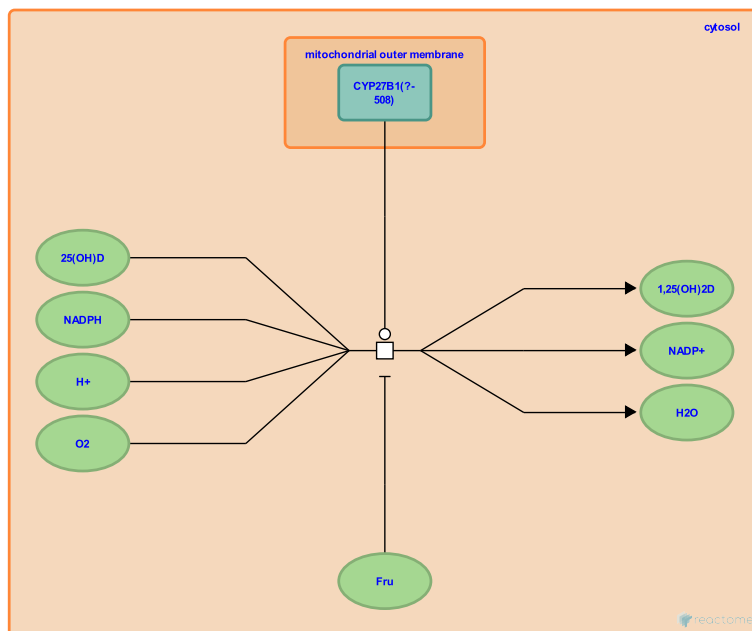 cytosol
mitochondrial outer membrane
CYP27B1(?-
508)
25(OH)D
NADPH
H+
O2
1,25(OH)2D
NADP+
H2O
Fru
reactome